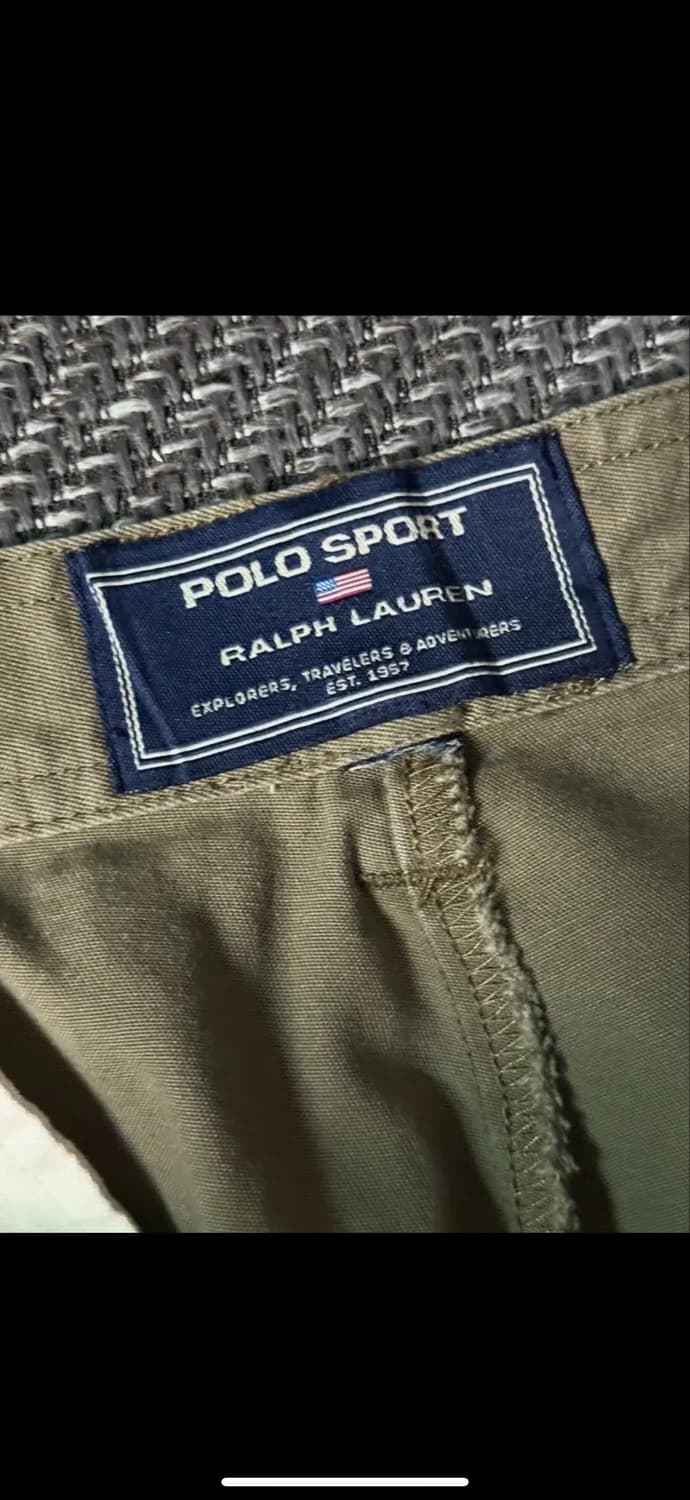 POLO SPORT
RALPH LAUREN
EXPLORERS, TRAVELERS & ADVENTURERS
EST. 1967